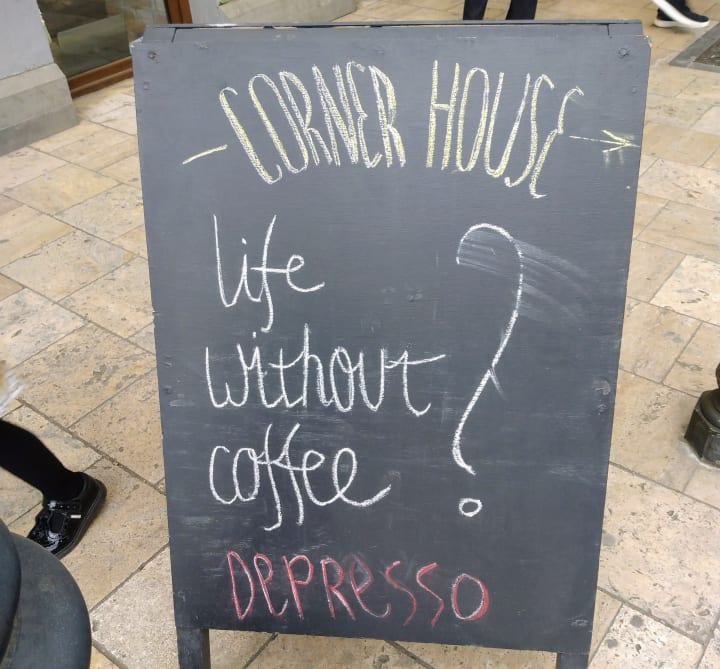 CORNER HOUSE
life
without
coffee ?
DePRessO